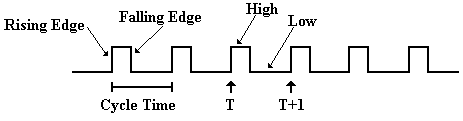 High
Falling Edge
Low
Rising Edge
Cycle Time
T
T+1